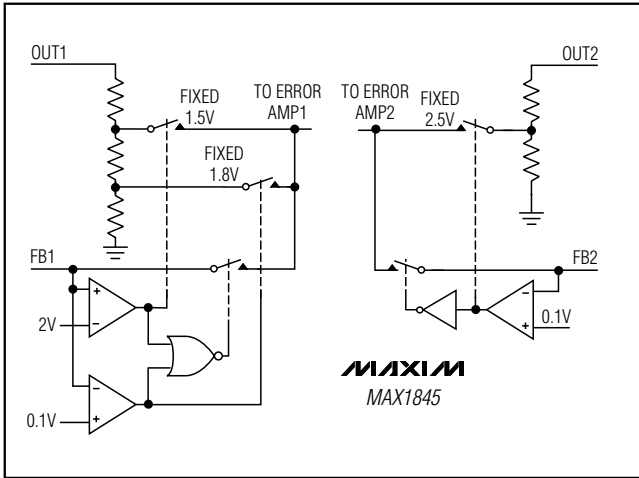 OUT1
OUT2
FIXED
1.5V
TO ERROR
AMP1
TO ERROR
AMP2
FIXED
2.5V
FIXED
1.8V
FB1
FB2
+
−
2V
−
+
0.1V
−
+
0.1V
MAXIM
MAX1845